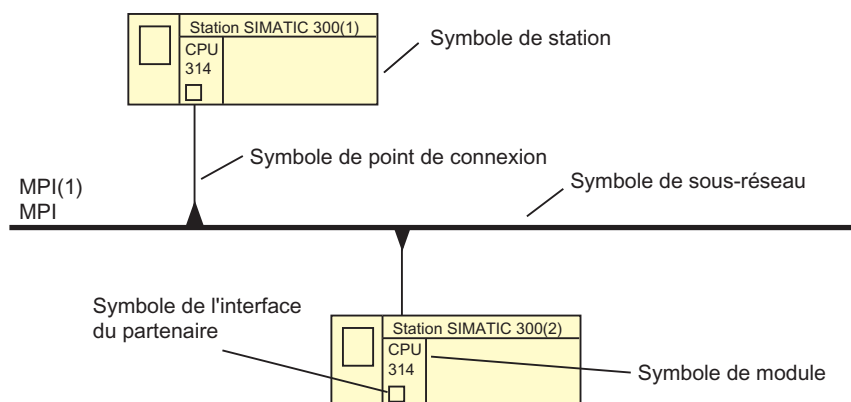 Station SIMATIC 300(1)
CPU
314
Symbole de station
Symbole de point de connexion
MPI(1)
MPI
Symbole de sous-réseau
Symbole de l'interface
du partenaire
Station SIMATIC 300(2)
CPU
314
Symbole de module